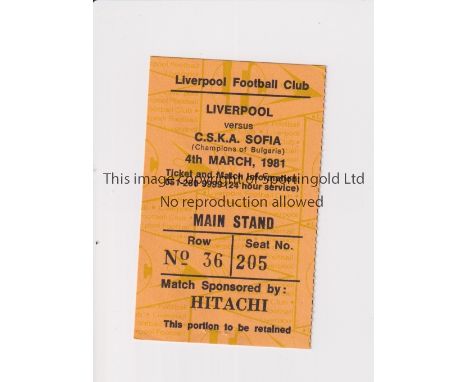 Liverpool Football Club
LIVERPOOL
versus
C.S.K.A. SOFIA
(Champions of Bulgaria)
4th MARCH, 1981
Ticket and Match Information
051-260 9999 (24 hour service)
This image copyright of Sportingold Ltd
No reproduction allowed
MAIN STAND
Row Seat No.
Nº 36 205
Match Sponsored by:
HITACHI
This portion to be retained